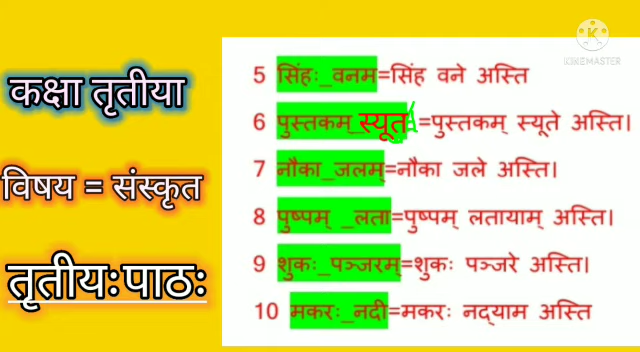 KINEMASTER
कक्षा तृतीया
विषय = संस्कृत
तृतीयः पाठः
5 सिंहः_वनम=सिंह वने अस्ति
6 पुस्तकम्_स्यूत =पुस्तकम् स्यूते अस्ति।
7 नौका_जलम्=नौका जले अस्ति।
8 पुष्पम् _लता=पुष्पम् लतायाम् अस्ति।
9 शुकः_पञ्जरम्=शुकः पञ्जरे अस्ति।
10 मकरः_नदी=मकरः नद्याम अस्ति